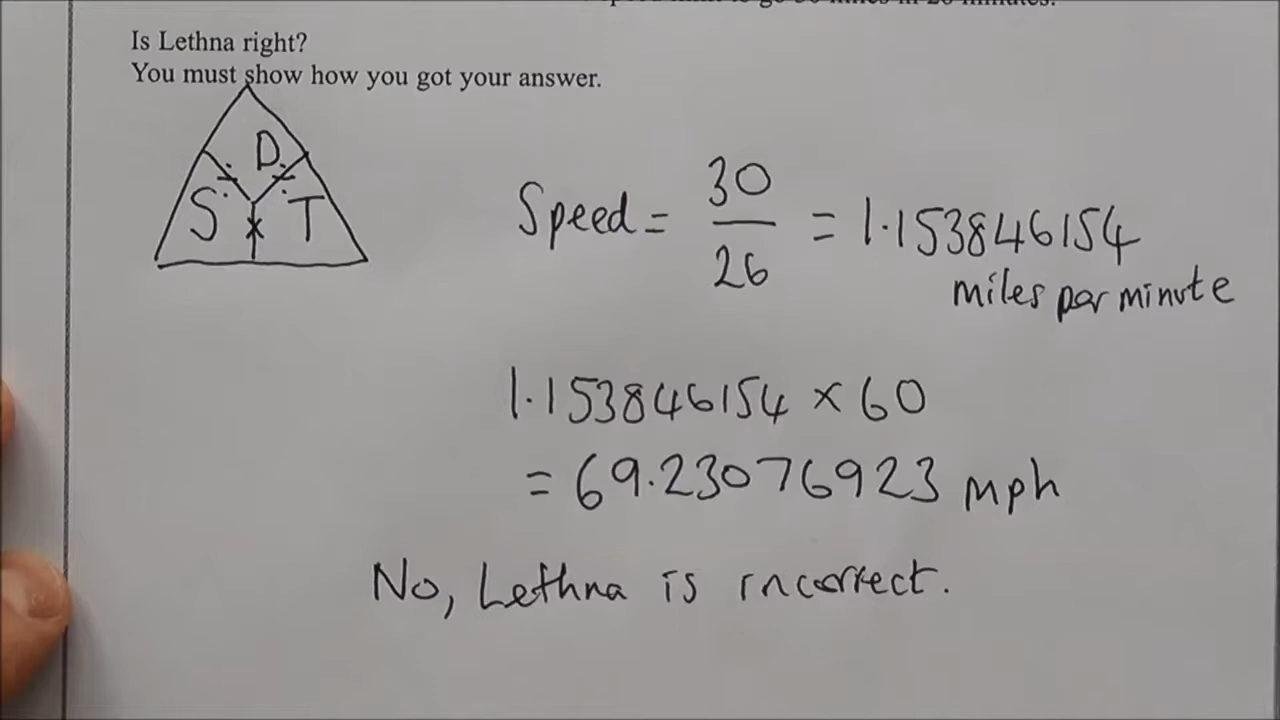 Is Lethna right?
You must show how you got your answer.
D
S T
÷ ÷
×
Speed = 30/26 = 1·153846154
miles per minute
1·153846154 × 60
= 69·23076923 mph
No, Lethna is incorrect.